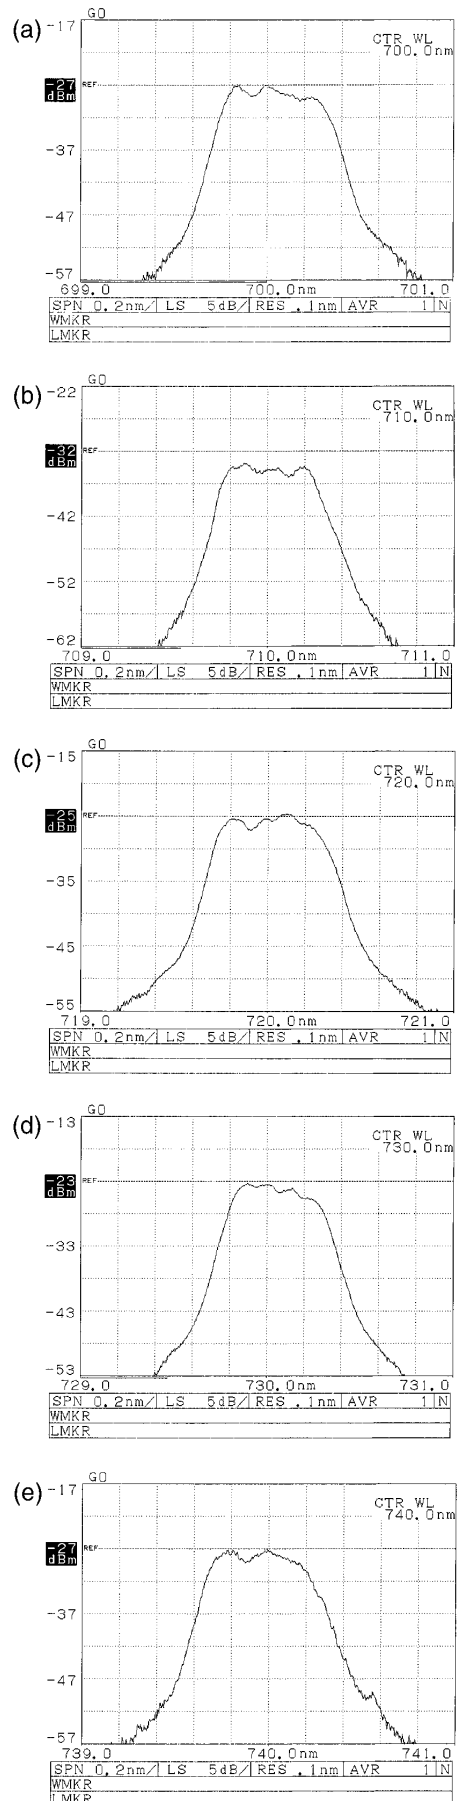 (a)
GO
-17
CTR WL
700.0nm
-27 REF
dBm
-37
-47
-57
699.0 700.0nm 701.0
SPN 0.2nm/ LS 5dB/ RES .1nm AVR 1 N
WMKR
LMKR
(b)
GO
-22
CTR WL
710.0nm
-32 REF
dBm
-42
-52
-62
709.0 710.0nm 711.0
SPN 0.2nm/ LS 5dB/ RES .1nm AVR 1 N
WMKR
LMKR
(c)
GO
-15
CTR WL
720.0nm
-25 REF
dBm
-35
-45
-55
719.0 720.0nm 721.0
SPN 0.2nm/ LS 5dB/ RES .1nm AVR 1 N
WMKR
LMKR
(d)
GO
-13
CTR WL
730.0nm
-23 REF
dBm
-33
-43
-53
729.0 730.0nm 731.0
SPN 0.2nm/ LS 5dB/ RES .1nm AVR 1 N
WMKR
LMKR
(e)
GO
-17
CTR WL
740.0nm
-27 REF
dBm
-37
-47
-57
739.0 740.0nm 741.0
SPN 0.2nm/ LS 5dB/ RES .1nm AVR 1 N
WMKR
LMKR